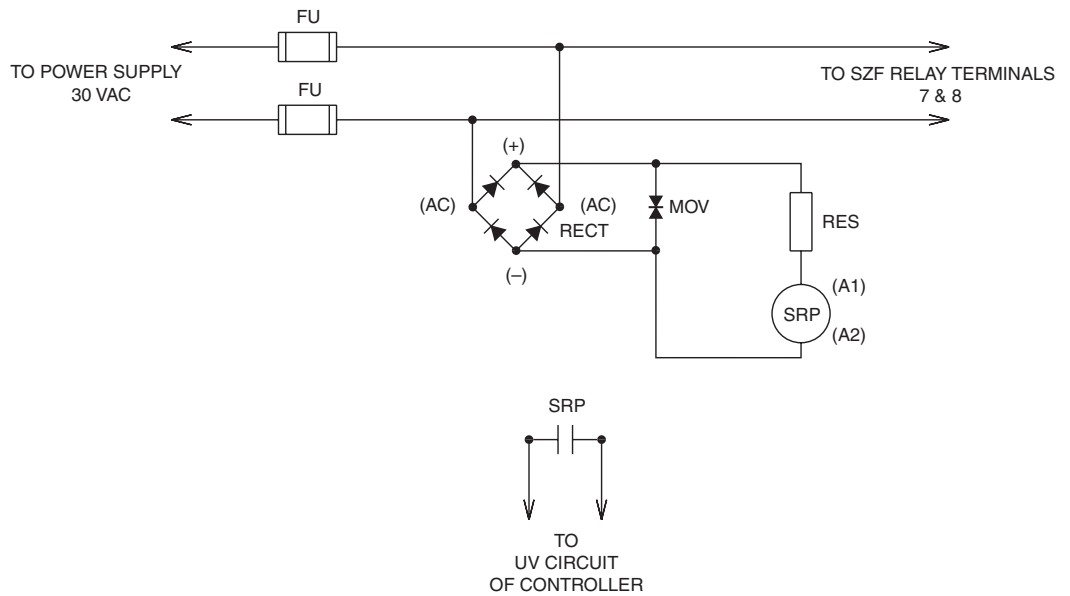 FU
TO POWER SUPPLY
30 VAC
FU
TO SZF RELAY TERMINALS
7 & 8
(+)
(AC)
(AC)
RECT
(–)
MOV
RES
(A1)
SRP
(A2)
SRP
TO
UV CIRCUIT
OF CONTROLLER